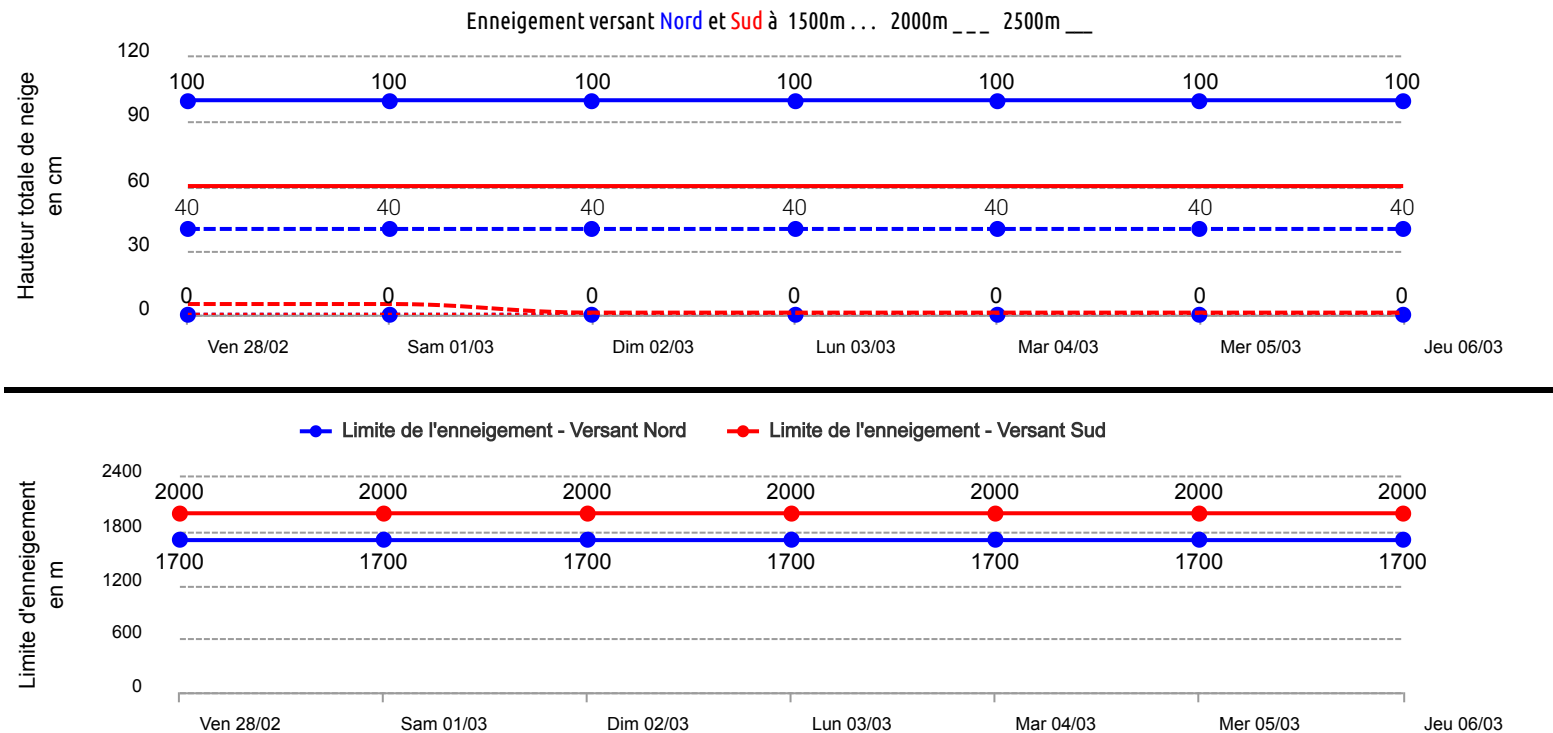 Enneigement versant Nord et Sud à 1500m . . . 2000m _ _ _ 2500m __
Hauteur totale de neige
en cm
120
90
60
30
0
100 100 100 100 100 100 100
40 40 40 40 40 40 40
0 0 0 0 0 0 0
Ven 28/02 Sam 01/03 Dim 02/03 Lun 03/03 Mar 04/03 Mer 05/03 Jeu 06/03
Limite de l'enneigement - Versant Nord Limite de l'enneigement - Versant Sud
Limite d'enneigement
en m
2400
1800
1200
600
0
2000 2000 2000 2000 2000 2000 2000
1700 1700 1700 1700 1700 1700 1700
Ven 28/02 Sam 01/03 Dim 02/03 Lun 03/03 Mar 04/03 Mer 05/03 Jeu 06/03